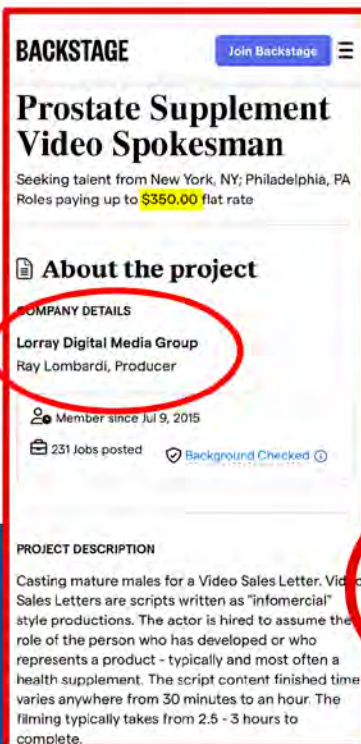 BACKSTAGE
Join Backstage
Prostate Supplement
Video Spokesman
Seeking talent from New York, NY; Philadelphia, PA
Roles paying up to $350.00 flat rate
About the project
COMPANY DETAILS
Lorray Digital Media Group
Ray Lombardi, Producer
Member since Jul 9, 2015
231 Jobs posted
Background Checked
PROJECT DESCRIPTION
Casting mature males for a Video Sales Letter. Video
Sales Letters are scripts written as "infomercial"
style productions. The actor is hired to assume the
role of the person who has developed or who
represents a product - typically and most often a
health supplement. The script content finished time
varies anywhere from 30 minutes to an hour. The
filming typically takes from 2.5 - 3 hours to
complete.